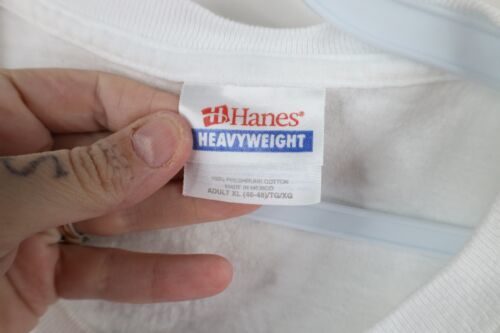 Hanes®
HEAVYWEIGHT
100% PRESHRUNK COTTON
MADE IN MEXICO
ADULT XL (46-48)/TG/XG